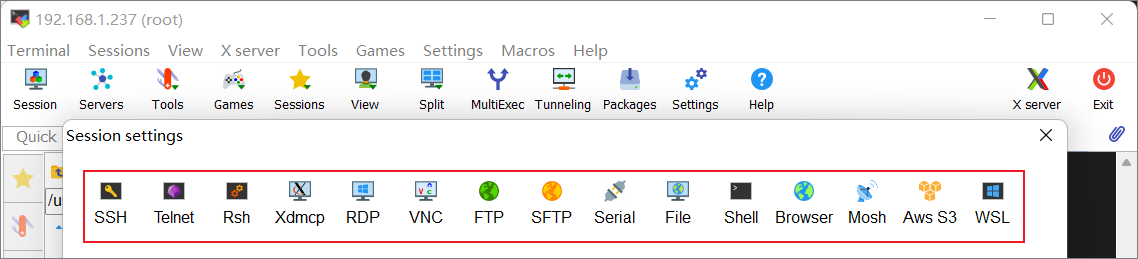 192.168.1.237 (root)
Terminal Sessions View X server Tools Games Settings Macros Help
Session Servers Tools Games Sessions View Split MultiExec Tunneling Packages Settings Help X server Exit
Quick
Session settings
/u
SSH Telnet Rsh Xdmcp RDP VNC FTP SFTP Serial File Shell Browser Mosh Aws S3 WSL